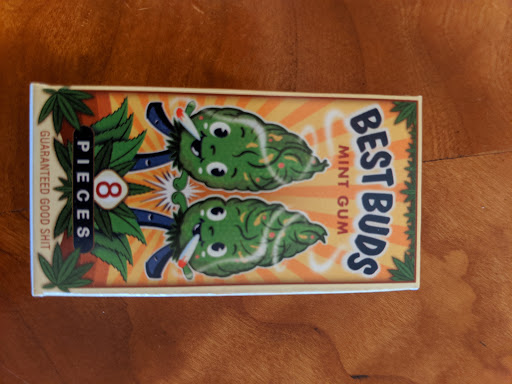 BEST BUDS
MINT GUM
8
PIECES
GUARANTEED GOOD SHIT